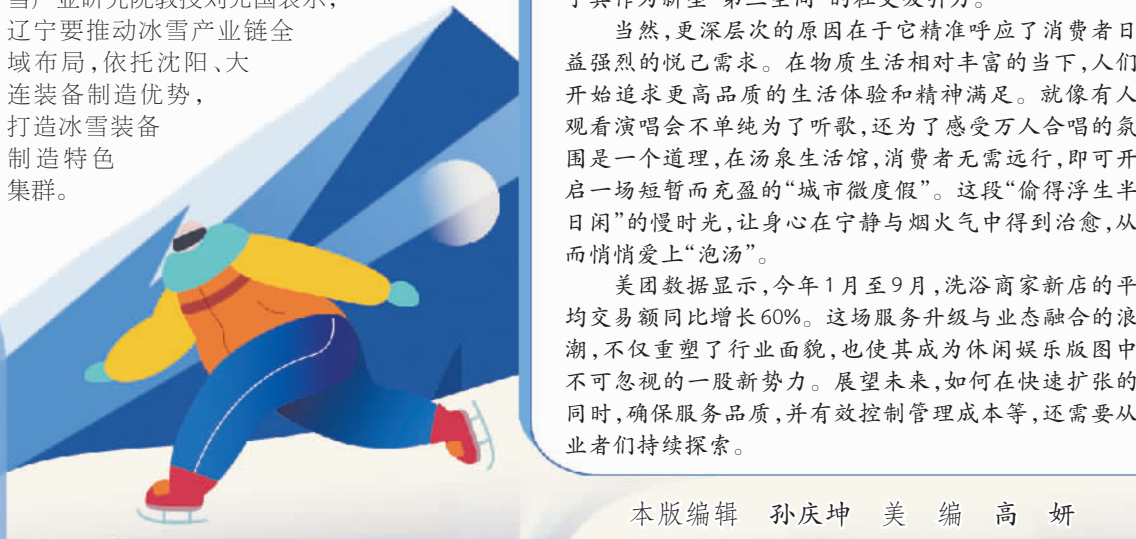 雪产业研究院教授刘兄国表示，
辽宁要推动冰雪产业链全
域布局，依托沈阳、大
连装备制造优势，
打造冰雪装备
制造特色
集群。
当然，更深层次的原因在于它精准呼应了消费者日
益强烈的悦己需求。在物质生活相对丰富的当下，人们
开始追求更高品质的生活体验和精神满足。就像有人
观看演唱会不单纯为了听歌，还为了感受万人合唱的氛
围是一个道理，在汤泉生活馆，消费者无需远行，即可开
启一场短暂而充盈的“城市微度假”。这段“偷得浮生半
日闲”的慢时光，让身心在宁静与烟火气中得到治愈，从
而悄悄爱上“泡汤”。
美团数据显示，今年1月至9月，洗浴商家新店的平
均交易额同比增长60%。这场服务升级与业态融合的浪
潮，不仅重塑了行业面貌，也使其成为休闲娱乐版图中
不可忽视的一股新势力。展望未来，如何在快速扩张的
同时，确保服务品质，并有效控制管理成本等，还需要从
业者们持续探索。
本版编辑 孙庆坤 美 编 高 妍